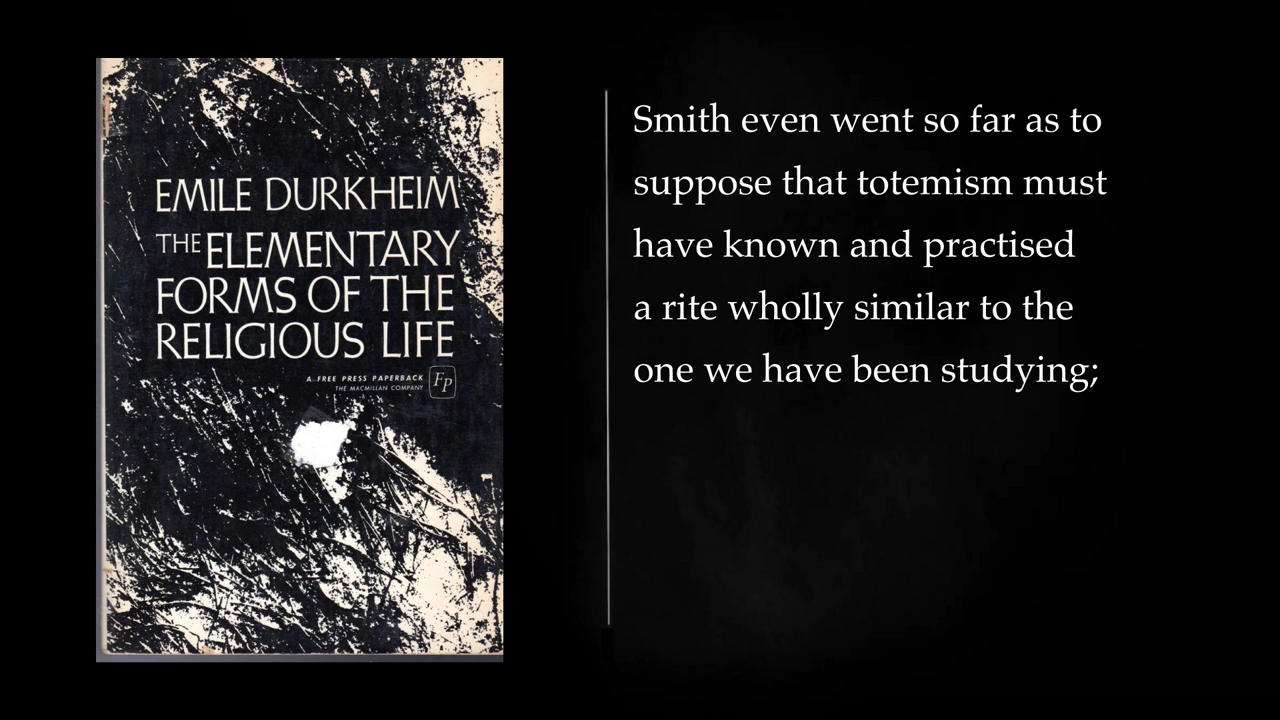 EMILE DURKHEIM
THE ELEMENTARY
FORMS OF THE
RELIGIOUS LIFE
A FREE PRESS PAPERBACK
THE MACMILLAN COMPANY
Fp
Smith even went so far as to
suppose that totemism must
have known and practised
a rite wholly similar to the
one we have been studying;